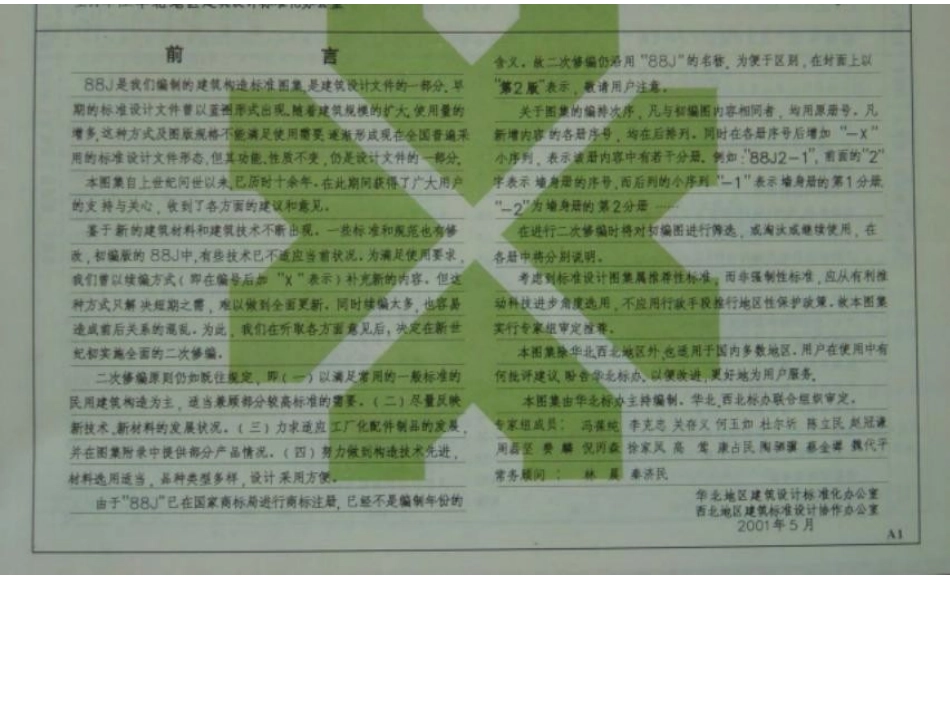 前 言
88J是我们编制的建筑构造标准图集,是建筑设计文件的一部分,早
期的标准设计文件曾以蓝图形式出现,随着建筑规模的扩大,使用量的
增多,这种方式及图版规格不能满足使用需要,逐渐形成现在全国普遍采
用的标准设计文件形态,但其功能、性质不变,仍是设计文件的一部分,
本图集自上世纪问世以来,已历时十余年。在此期间获得了广大用户
的支持与关心,收到了各方面的建议和意见。
基于新的建筑材料和建筑技术不断出现。一些标准和规范也有修
改,初编版的88J中,有些技术已不适应当前状况。为满足使用要求,
我们曾以续编方式(即在编号后加 "X" 表示)补充新的内容。但这
种方式只解决短期之需,难以做到全面更新。同时续编太多,也容易
造成前后关系的混乱。为此,我们在听取各方面意见后,决定在新世
纪初实施全面的二次修编。
二次修编原则仍如既往规定,即(一)以满足常用的一般标准的
民用建筑构造为主,适当兼顾部分较高标准的需要。(二)尽量反映
新技术、新材料的发展状况。(三)力求适应工厂化配件制品的发展,
并在图集附录中提供部分产品情况。(四)努力做到构造技术先进,
材料选用适当,品种类型多样,设计采用方便。
由于"88J"已在国家商标局进行商标注册,已经不是编制年份的
含义。故二次修编仍沿用"88J"的名称,为便于区别,在封面上以
"第2版"表示,敬请用户注意。
关于图集的编排次序,凡与初编图内容相同者,均用原册号。凡
新增内容的各册序号,均在后排列。同时在各册序号后增加 "—X"
小序列,表示该册内容中有若干分册。例如:"88J2-1",前面的"2"
字表示墙身册的序号,而后列的小序列"-1"表示墙身册的第1分册,
"—2"为墙身册的第2分册……
在进行二次修编时将对初编图进行筛选,或淘汰或继续使用,在
各册中将分别说明。
考虑到标准设计图集属推荐性标准,而非强制性标准,应从有利推
动科技进步角度选用,不应用行政手段推行地区性保护政策。故本图集
实行专家组审定推荐。
本图集除华北、西北地区外,也适用于国内多数地区。用户在使用中有
何批评建议,盼告华北标办,以便改进,更好地为用户服务。
本图集由华北标办主持编制。华北、西北标办联合组织审定。
专家组成员: 冯葆纯 李克忠 关存义 何玉如 杜尔圻 陈立民 赵冠谦
周磊坚 费麟 倪丙森 徐家凤 高莺 康占民 陶驷骥 蔡金墀 魏代平
常务顾问: 林晨 秦济民
华北地区建筑设计标准化办公室
西北地区建筑标准设计协作办公室
2001年5月
A1